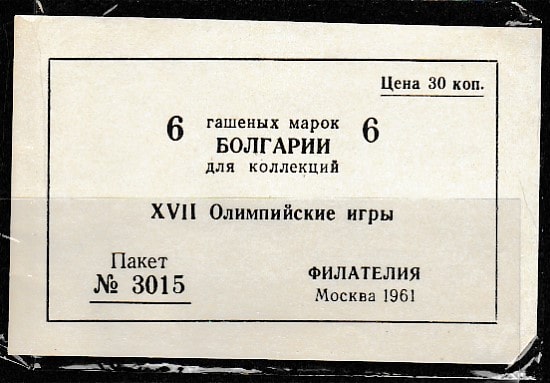 Цена 30 коп.
6 гашеных марок 6
БОЛГАРИИ
для коллекций
XVII Олимпийские игры
Пакет
№ 3015
ФИЛАТЕЛИЯ
Москва 1961